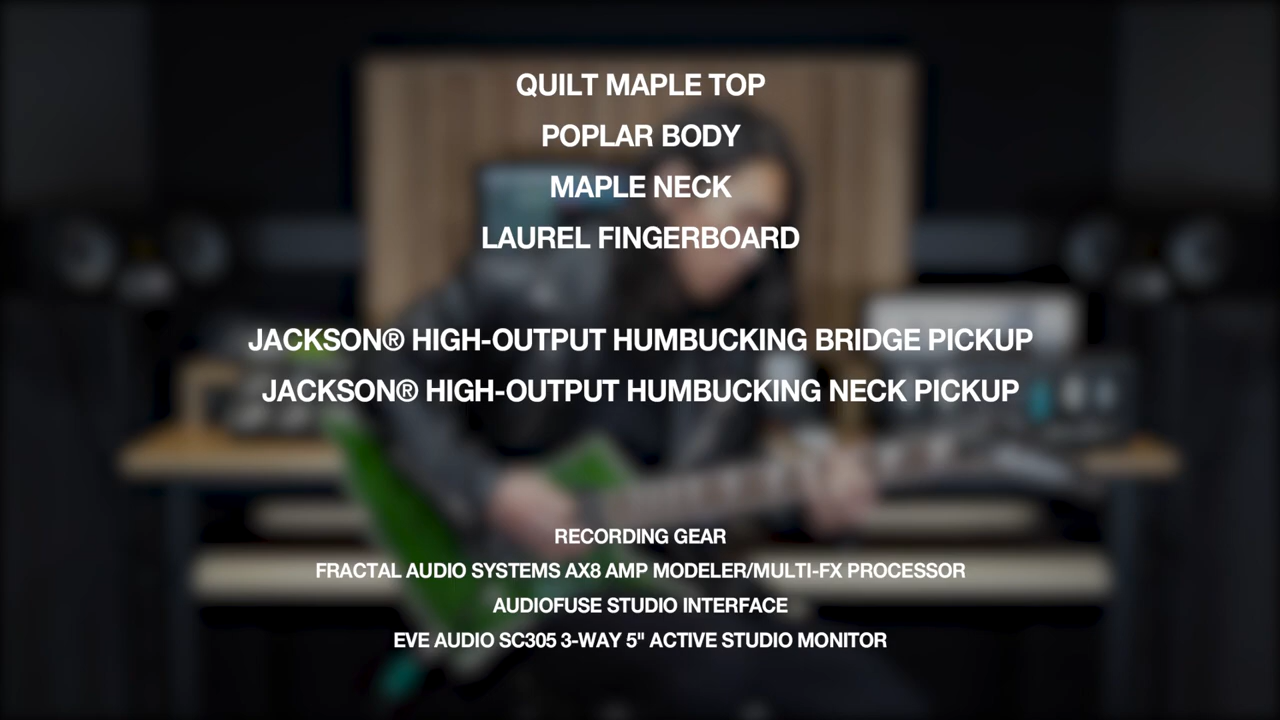 QUILT MAPLE TOP
POPLAR BODY
MAPLE NECK
LAUREL FINGERBOARD
JACKSON® HIGH-OUTPUT HUMBUCKING BRIDGE PICKUP
JACKSON® HIGH-OUTPUT HUMBUCKING NECK PICKUP
RECORDING GEAR
FRACTAL AUDIO SYSTEMS AX8 AMP MODELER/MULTI-FX PROCESSOR
AUDIOFUSE STUDIO INTERFACE
EVE AUDIO SC305 3-WAY 5" ACTIVE STUDIO MONITOR